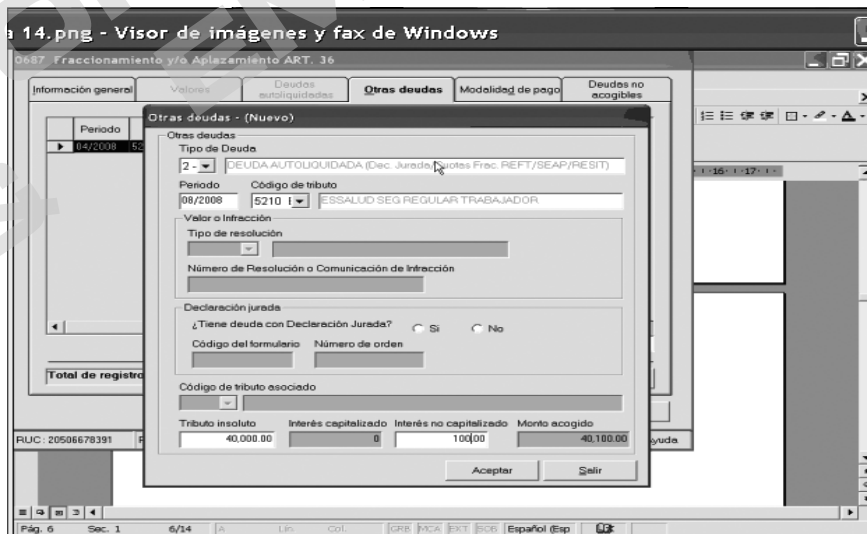 a 14.png - Visor de imágenes y fax de Windows
0687 Fraccionamiento y/o Aplazamiento ART. 36
Información general Valores Deudas autoliquidadas Otras deudas Modalidad de pago Deudas no acogibles
Periodo
04/2008 52
Otras deudas - (Nuevo)
Otras deudas
Tipo de Deuda
2 - DEUDA AUTOLIQUIDADA (Dec. Jurada/Cuotas Frac. REFT/SEAP/RESIT)
Periodo Código de tributo
08/2008 5210 ESSALUD SEG REGULAR TRABAJADOR
Valor o Infracción
Tipo de resolución
Número de Resolución o Comunicación de Infracción
Declaración jurada
¿Tiene deuda con Declaración Jurada? Si No
Código del formulario Número de orden
Total de registro
Código de tributo asociado
Tributo insoluto Interés capitalizado Interés no capitalizado Monto acogido
40,000.00 0 100.00 40,100.00
RUC: 20506678391
yuda
Aceptar Salir
16 17
Pág. 6 Sec. 1 6/14 A Lín. Col. GRB MCA EXT SOB Español (Esp